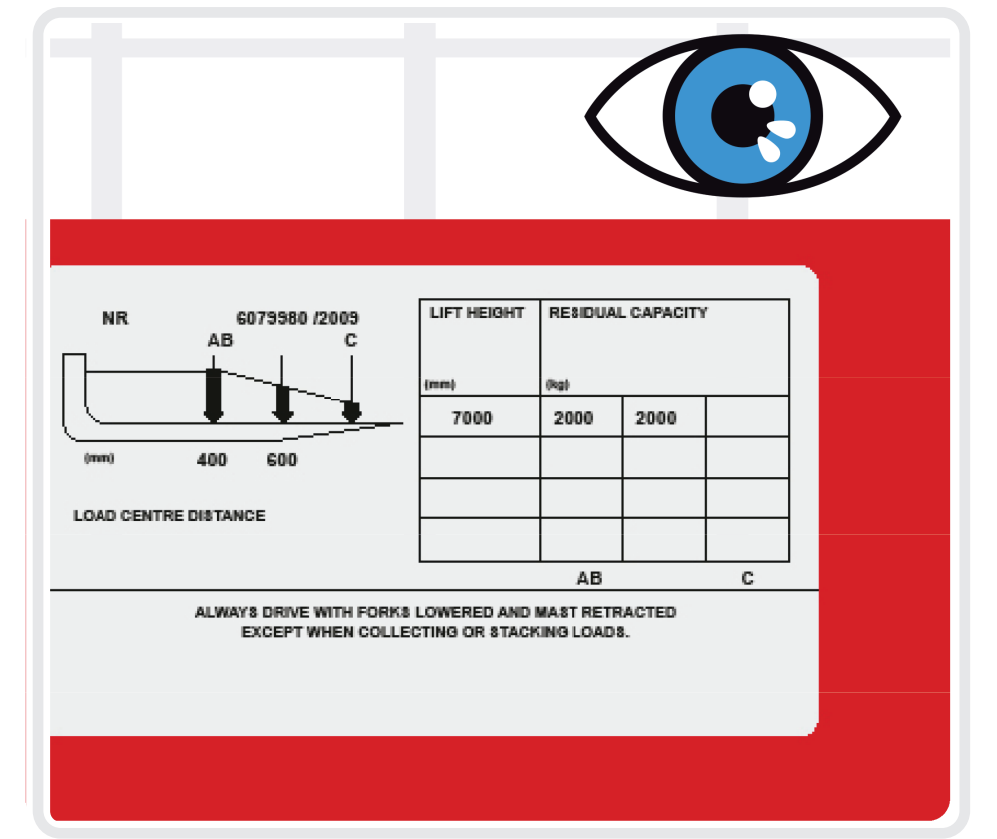 NR 6079980 /2009
AB C
(mm) 400 600
LOAD CENTRE DISTANCE
LIFT HEIGHT RESIDUAL CAPACITY
(mm) (kg)
7000 2000 2000
AB C
ALWAYS DRIVE WITH FORKS LOWERED AND MAST RETRACTED
EXCEPT WHEN COLLECTING OR STACKING LOADS.